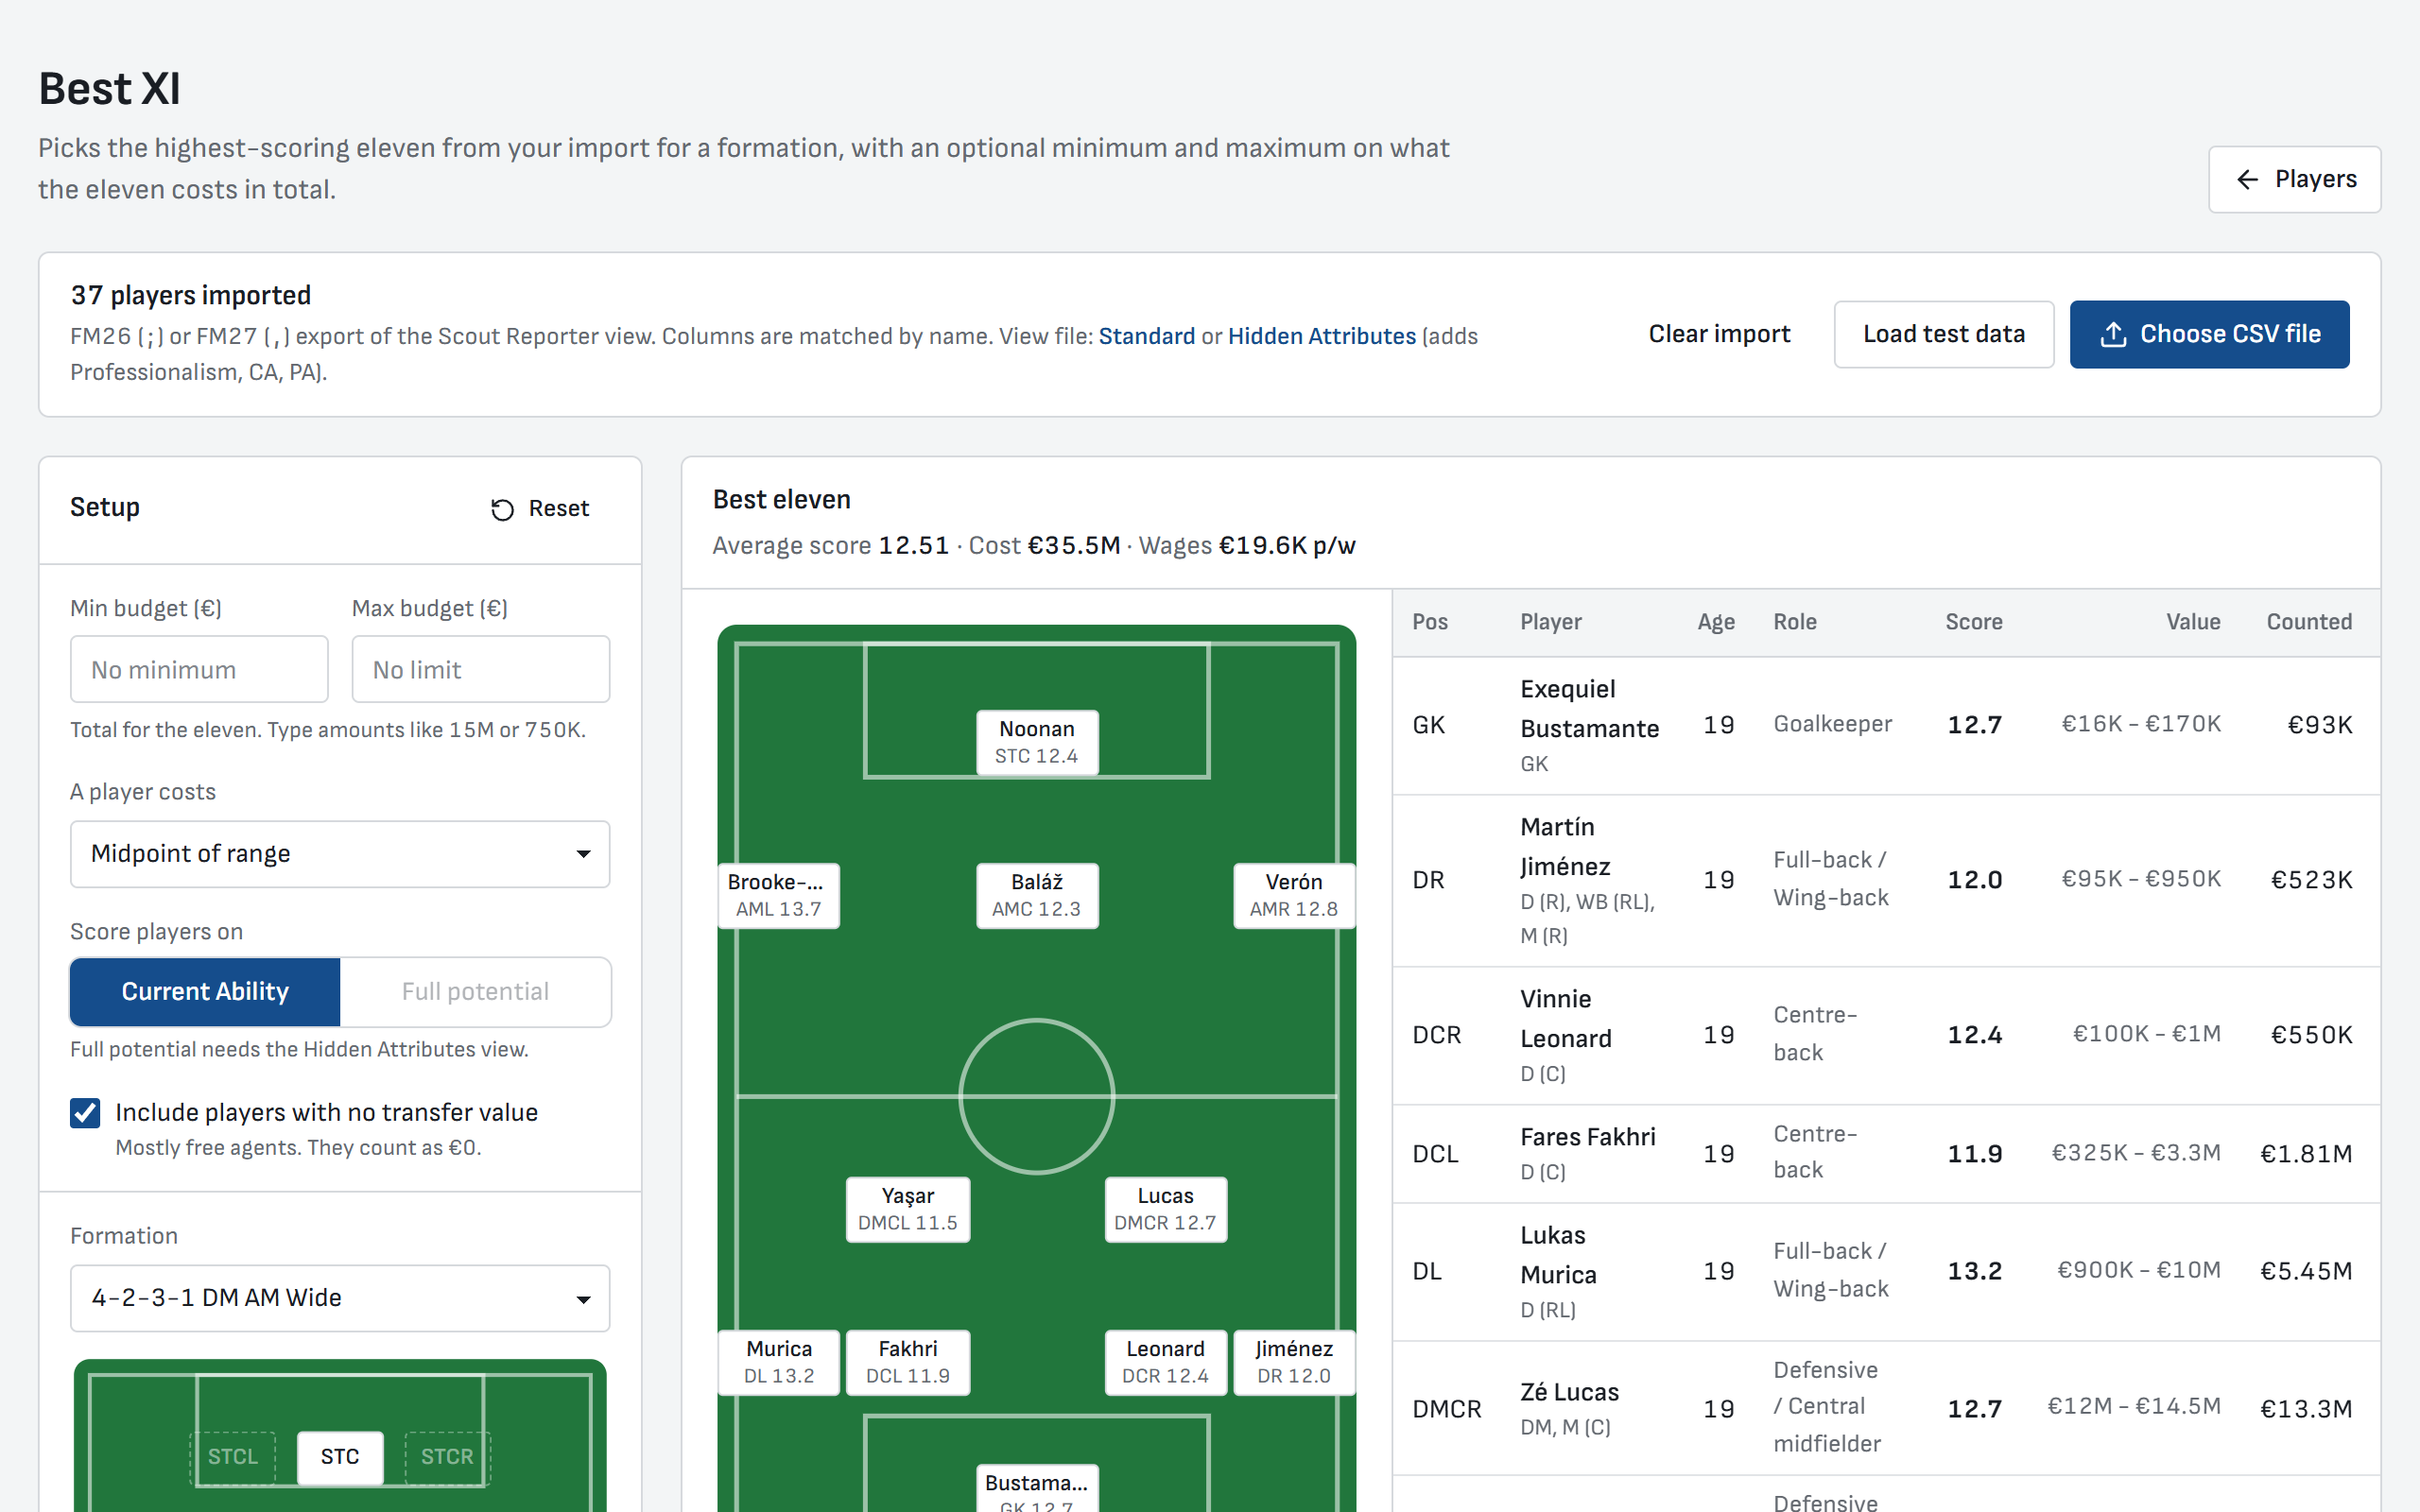 Best XI
Picks the highest-scoring eleven from your import for a formation, with an optional minimum and maximum on what
the eleven costs in total.
Players
37 players imported
FM26 (;) or FM27 (,) export of the Scout Reporter view. Columns are matched by name. View file: Standard or Hidden Attributes (adds
Professionalism, CA, PA).
Clear import
Load test data
Choose CSV file
Setup
Reset
Min budget (€)
Max budget (€)
No minimum
No limit
Total for the eleven. Type amounts like 15M or 750K.
A player costs
Midpoint of range
Score players on
Current Ability
Full potential
Full potential needs the Hidden Attributes view.
Include players with no transfer value
Mostly free agents. They count as €0.
Formation
4-2-3-1 DM AM Wide
STCL
STC
STCR
Best eleven
Average score 12.51 · Cost €35.5M · Wages €19.6K p/w
Noonan
STC 12.4
Brooke-...
AML 13.7
Baláž
AMC 12.3
Verón
AMR 12.8
Yaşar
DMCL 11.5
Lucas
DMCR 12.7
Murica
DL 13.2
Fakhri
DCL 11.9
Leonard
DCR 12.4
Jiménez
DR 12.0
Bustama...
GK 12.7
Pos Player Age Role Score Value Counted
Exequiel
Bustamante
GK
GK 19 Goalkeeper 12.7 €16K - €170K €93K
Martín
Jiménez
D (R), WB (RL),
M (R)
DR 19
Full-back /
Wing-back
12.0 €95K - €950K €523K
Vinnie
Leonard
D (C)
DCR 19
Centre-
back
12.4 €100K - €1M €550K
Fares Fakhri
D (C)
DCL 19
Centre-
back
11.9 €325K - €3.3M €1.81M
Lukas
Murica
D (RL)
DL 19
Full-back /
Wing-back
13.2 €900K - €10M €5.45M
Zé Lucas
DM, M (C)
DMCR 19
Defensive
/ Central
midfielder
12.7 €12M - €14.5M €13.3M
Defensive